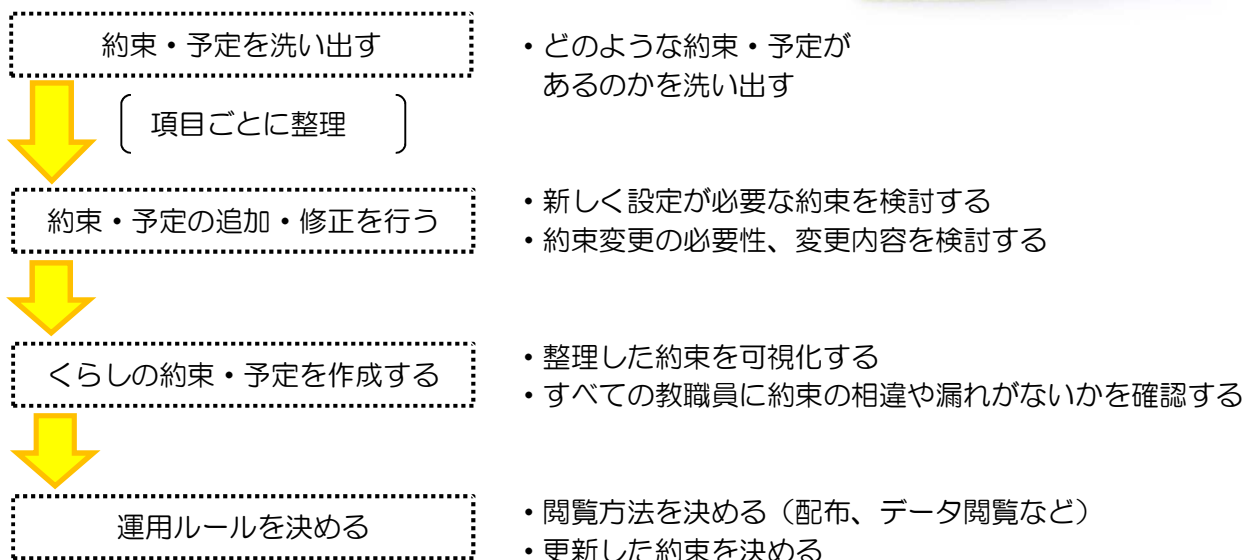 約束・予定を洗い出す
・どのような約束・予定が
あるのかを洗い出す
項目ごとに整理
約束・予定の追加・修正を行う
・新しく設定が必要な約束を検討する
・約束変更の必要性、変更内容を検討する
くらしの約束・予定を作成する
・整理した約束を可視化する
・すべての教職員に約束の相違や漏れがないかを確認する
運用ルールを決める
・閲覧方法を決める（配布、データ閲覧など）
・更新した約束を決める